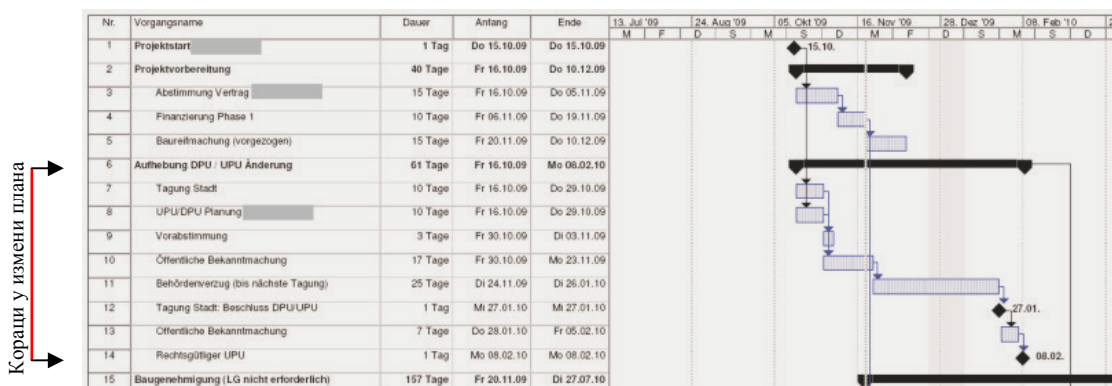 Кораци у измени плана
Nr. Vorgangsname Dauer Anfang Ende 13. Jul '09 24. Aug '09 05. Okt '09 16. Nov '09 28. Dez '09 08. Feb '10 2
M F D S M S D M F D S M S D
1 Projektstart 1 Tag Do 15.10.09 Do 15.10.09 15.10.
2 Projektvorbereitung 40 Tage Fr 16.10.09 Do 10.12.09
3 Abstimmung Vertrag 15 Tage Fr 16.10.09 Do 05.11.09
4 Finanzierung Phase 1 10 Tage Fr 06.11.09 Do 19.11.09
5 Baureifmachung (vorgezogen) 15 Tage Fr 20.11.09 Do 10.12.09
6 Aufhebung DPU / UPU Änderung 61 Tage Fr 16.10.09 Mo 08.02.10
7 Tagung Stadt 10 Tage Fr 16.10.09 Do 29.10.09
8 UPU/DPU Planung 10 Tage Fr 16.10.09 Do 29.10.09
9 Vorabstimmung 3 Tage Fr 30.10.09 Di 03.11.09
10 Öffentliche Bekanntmachung 17 Tage Fr 30.10.09 Mo 23.11.09
11 Behördenverzug (bis nächste Tagung) 25 Tage Di 24.11.09 Di 26.01.10
12 Tagung Stadt: Beschluss DPU/UPU 1 Tag Mi 27.01.10 Mi 27.01.10 27.01.
13 Öffentliche Bekanntmachung 7 Tage Do 28.01.10 Fr 05.02.10
14 Rechtsgütliger UPU 1 Tag Mo 08.02.10 Mo 08.02.10 08.02.
15 Baugenehmigung (LG nicht erforderlich) 157 Tage Fr 20.11.09 Di 27.07.10